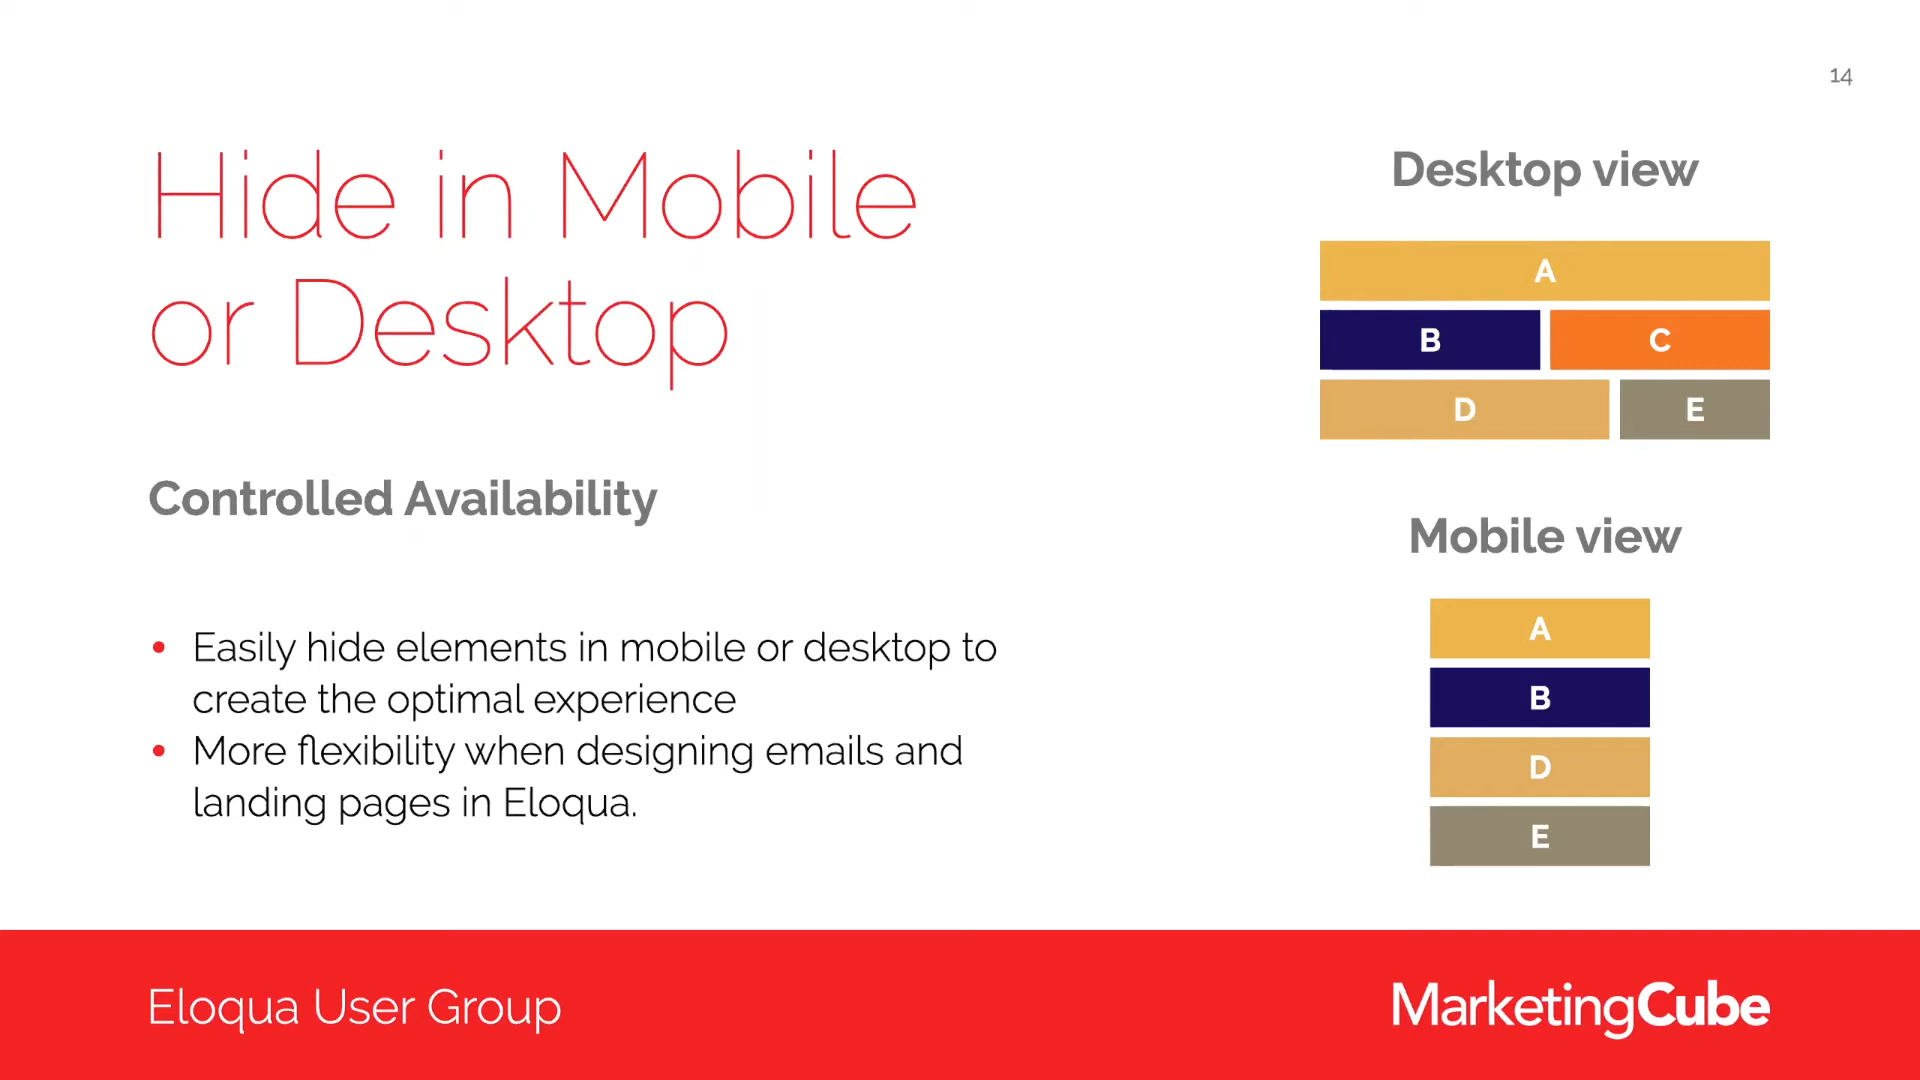 14
Hide in Mobile
or Desktop
Controlled Availability
• Easily hide elements in mobile or desktop to
create the optimal experience
• More flexibility when designing emails and
landing pages in Eloqua.
Desktop view
A
B C
D E
Mobile view
A
B
D
E
Eloqua User Group
MarketingCube